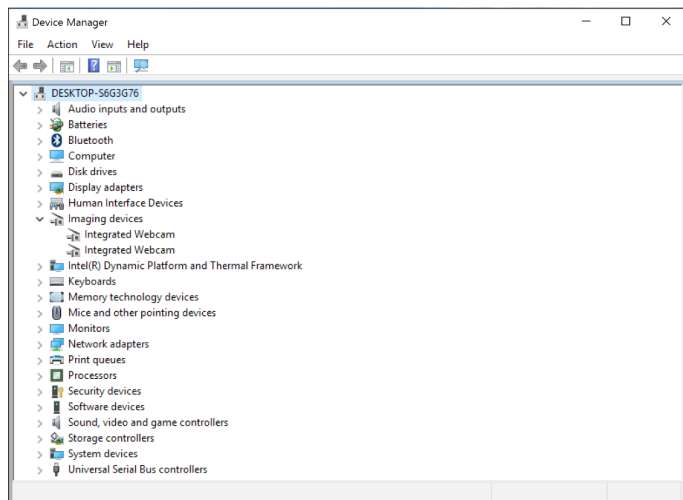 Device Manager
File Action View Help
DESKTOP-S6G3G76
Audio inputs and outputs
Batteries
Bluetooth
Computer
Disk drives
Display adapters
Human Interface Devices
Imaging devices
Integrated Webcam
Integrated Webcam
Intel(R) Dynamic Platform and Thermal Framework
Keyboards
Memory technology devices
Mice and other pointing devices
Monitors
Network adapters
Print queues
Processors
Security devices
Software devices
Sound, video and game controllers
Storage controllers
System devices
Universal Serial Bus controllers